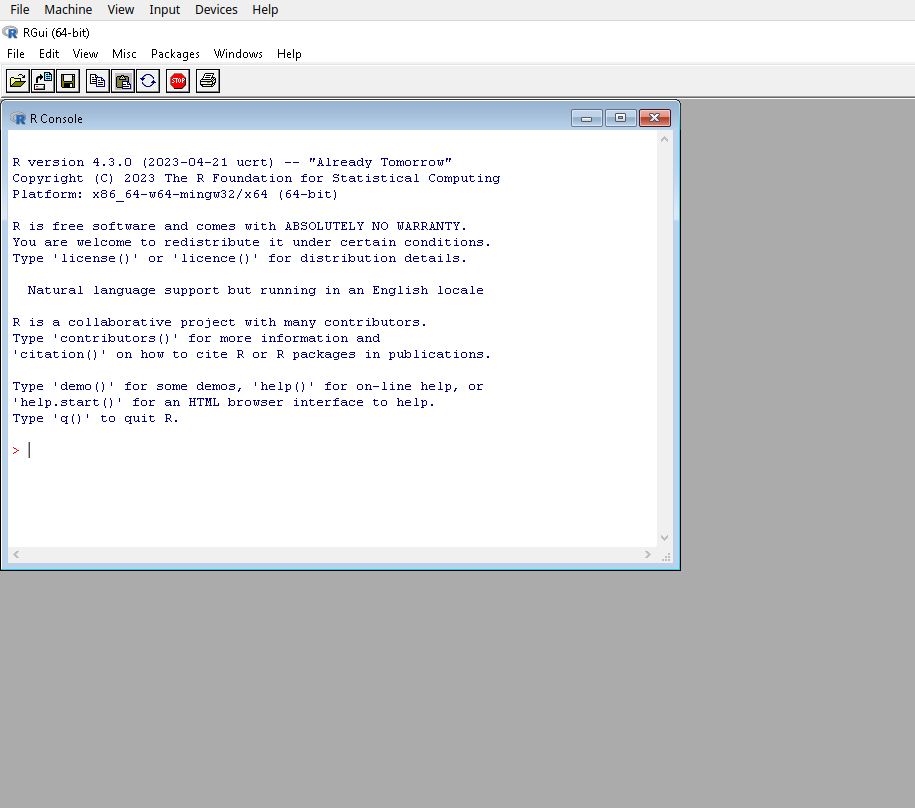 File Machine View Input Devices Help
RGui (64-bit)
File Edit View Misc Packages Windows Help
STOP
R Console
R version 4.3.0 (2023-04-21 ucrt) -- "Already Tomorrow"
Copyright (C) 2023 The R Foundation for Statistical Computing
Platform: x86_64-w64-mingw32/x64 (64-bit)
R is free software and comes with ABSOLUTELY NO WARRANTY.
You are welcome to redistribute it under certain conditions.
Type 'license()' or 'licence()' for distribution details.
Natural language support but running in an English locale
R is a collaborative project with many contributors.
Type 'contributors()' for more information and
'citation()' on how to cite R or R packages in publications.
Type 'demo()' for some demos, 'help()' for on-line help, or
'help.start()' for an HTML browser interface to help.
Type 'q()' to quit R.
>